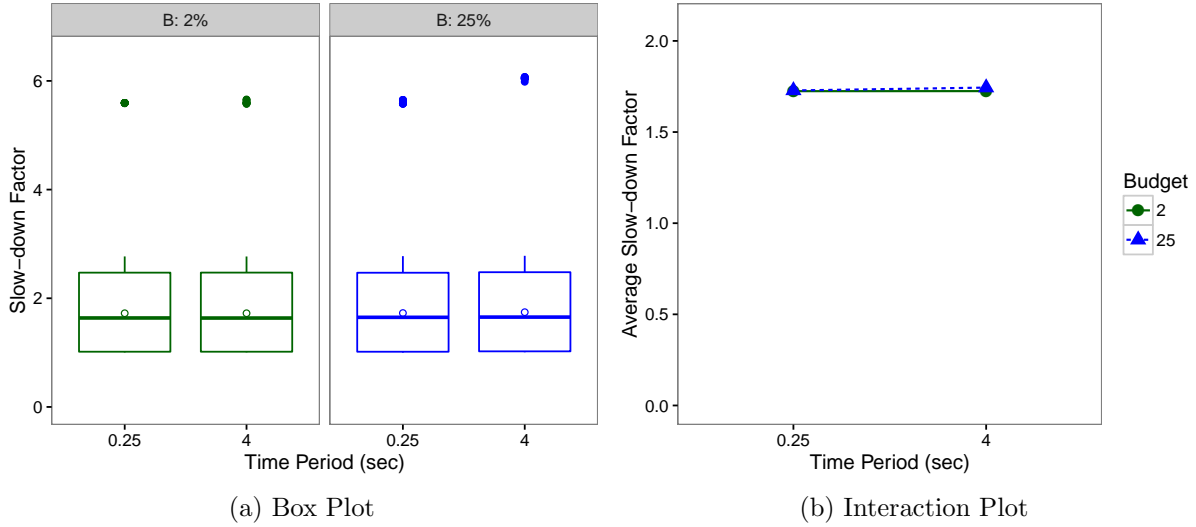 B: 2%
B: 25%
6
4
2
0
Slow−down Factor
0.25
4
0.25
4
Time Period (sec)
(a) Box Plot
2.0
1.5
1.0
0.5
0.0
Average Slow−down Factor
0.25
4
Time Period (sec)
Budget
2
25
(b) Interaction Plot